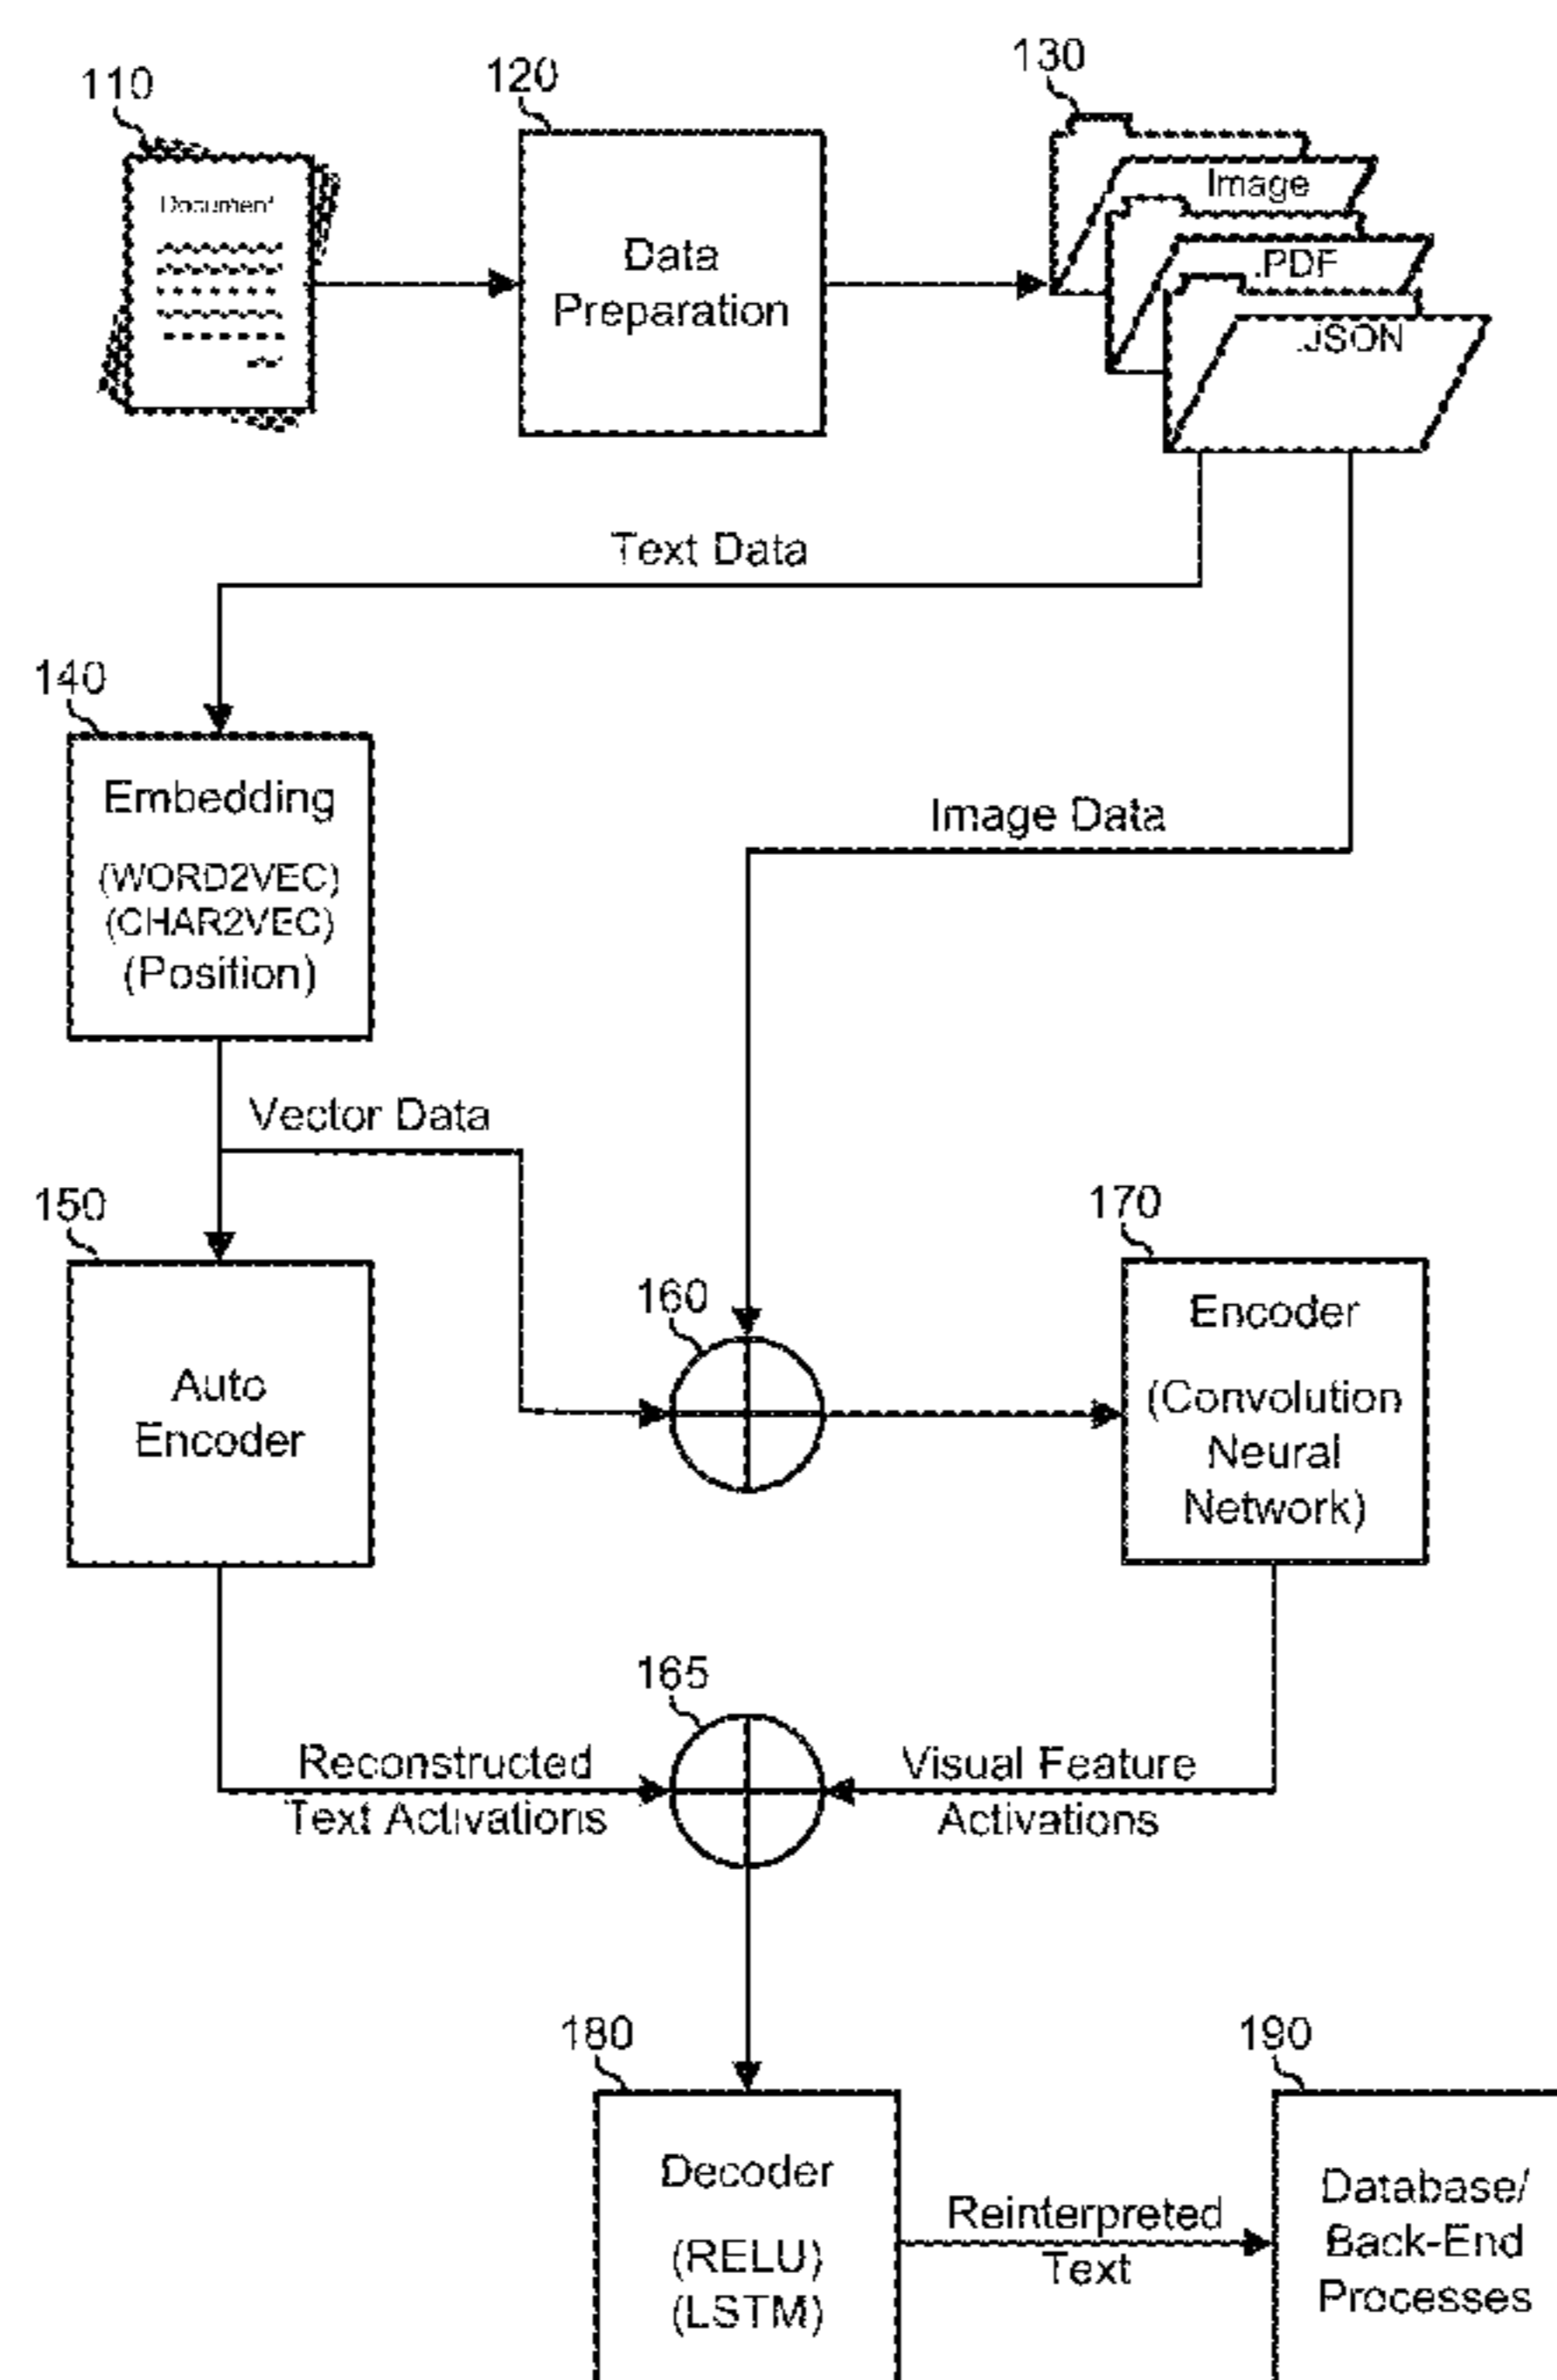 110
120
130
Document
Data
Preparation
Image
.PDF
.JSON
Text Data
140
Embedding
(WORD2VEC)
(CHAR2VEC)
(Position)
Image Data
Vector Data
150
Auto
Encoder
160
170
Encoder
(Convolution
Neural
Network)
165
Reconstructed
Text Activations
Visual Feature
Activations
180
Decoder
(RELU)
(LSTM)
Reinterpreted
Text
190
Database/
Back-End
Processes